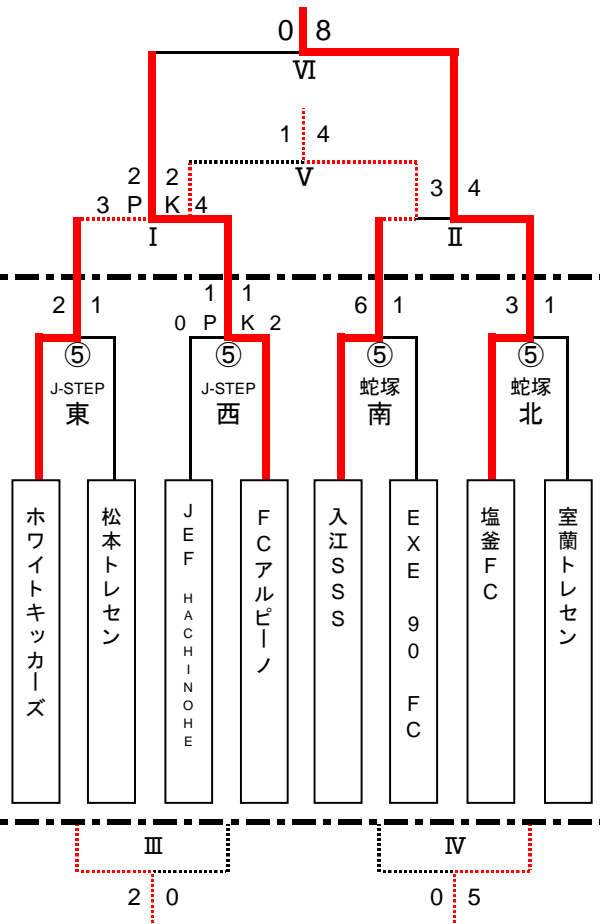 0 8
Ⅵ
1 4
Ⅴ
2 2
3 P K 4
Ⅰ
3 4
Ⅱ
2 1
1 1
0 P K 2
6 1
3 1
⑤ ⑤ ⑤ ⑤
J-STEP J-STEP 蛇塚 蛇塚
東 西 南 北
ホワイトキッカーズ
松本トレセン
JEF HACHINOHE
FCアルピーノ
入江SSS
EXE 90 FC
塩釜FC
室蘭トレセン
Ⅲ Ⅳ
2 0 0 5